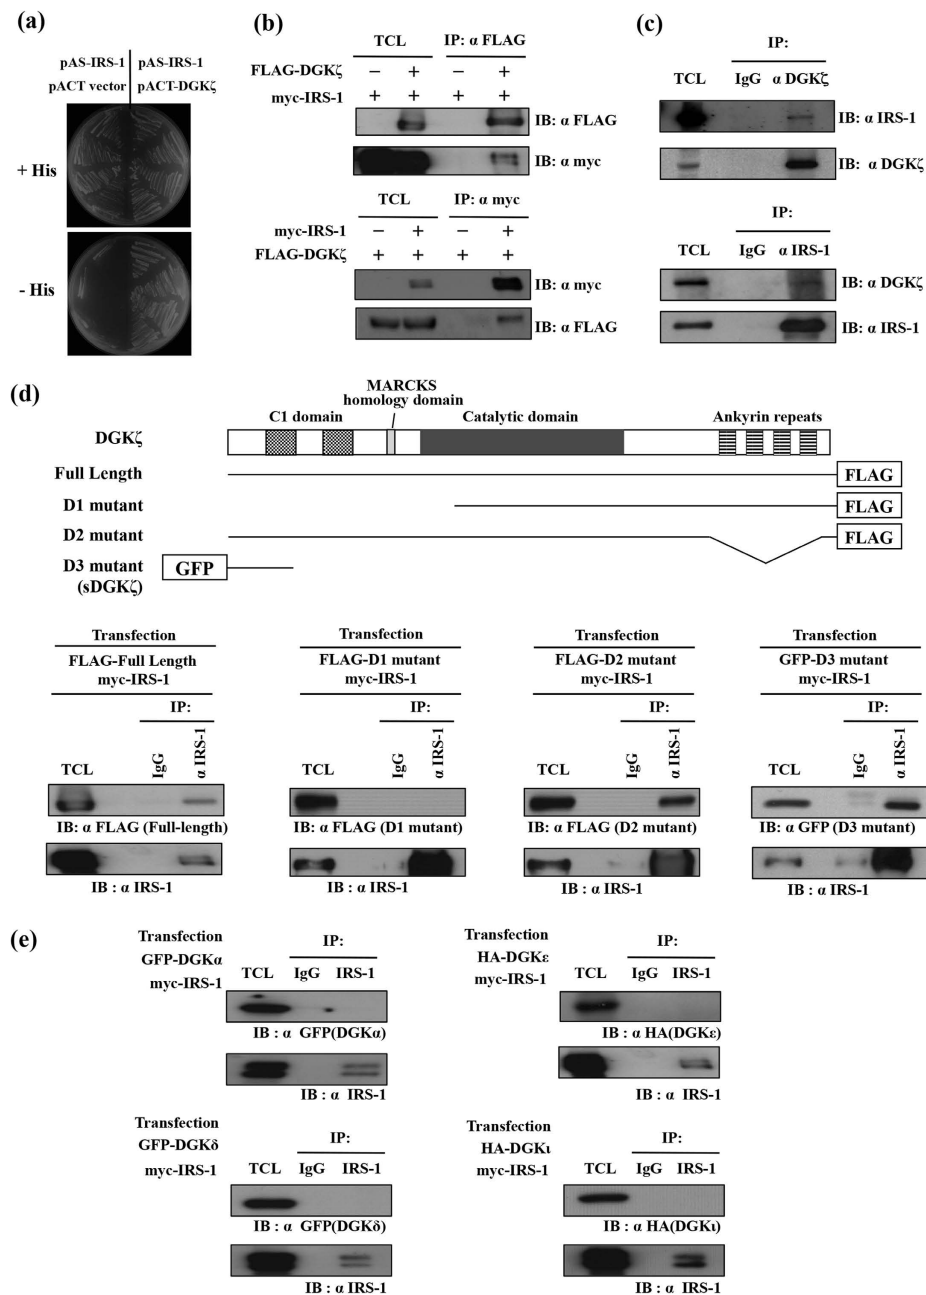 (a)
pAS-IRS-1 pAS-IRS-1
pACT vector pACT-DGKζ
+ His
- His
(b)
TCL IP: α FLAG
FLAG-DGKζ − + − +
myc-IRS-1 + + + +
IB: α FLAG
IB: α myc
TCL IP: α myc
myc-IRS-1 − + − +
FLAG-DGKζ + + + +
IB: α myc
IB: α FLAG
(c)
IP:
TCL IgG α DGKζ
IB: α IRS-1
IB: α DGKζ
IP:
TCL IgG α IRS-1
IB: α DGKζ
IB: α IRS-1
(d)
MARCKS
homology domain
C1 domain Catalytic domain Ankyrin repeats
DGKζ
Full Length FLAG
D1 mutant FLAG
D2 mutant FLAG
D3 mutant GFP
(sDGKζ)
Transfection
FLAG-Full Length
myc-IRS-1
IP:
TCL IgG α IRS-1
IB: α FLAG (Full-length)
IB : α IRS-1
Transfection
FLAG-D1 mutant
myc-IRS-1
IP:
TCL IgG α IRS-1
IB: α FLAG (D1 mutant)
IB : α IRS-1
Transfection
FLAG-D2 mutant
myc-IRS-1
IP:
TCL IgG α IRS-1
IB: α FLAG (D2 mutant)
IB : α IRS-1
Transfection
GFP-D3 mutant
myc-IRS-1
IP:
TCL IgG α IRS-1
IB: α GFP (D3 mutant)
IB : α IRS-1
(e)
Transfection
GFP-DGKα
myc-IRS-1
IP:
TCL IgG IRS-1
IB : α GFP(DGKα)
IB : α IRS-1
Transfection
HA-DGKε
myc-IRS-1
IP:
TCL IgG IRS-1
IB : α HA(DGKε)
IB : α IRS-1
Transfection
GFP-DGKδ
myc-IRS-1
IP:
TCL IgG IRS-1
IB : α GFP(DGKδ)
IB : α IRS-1
Transfection
HA-DGKι
myc-IRS-1
IP:
TCL IgG IRS-1
IB : α HA(DGKι)
IB : α IRS-1